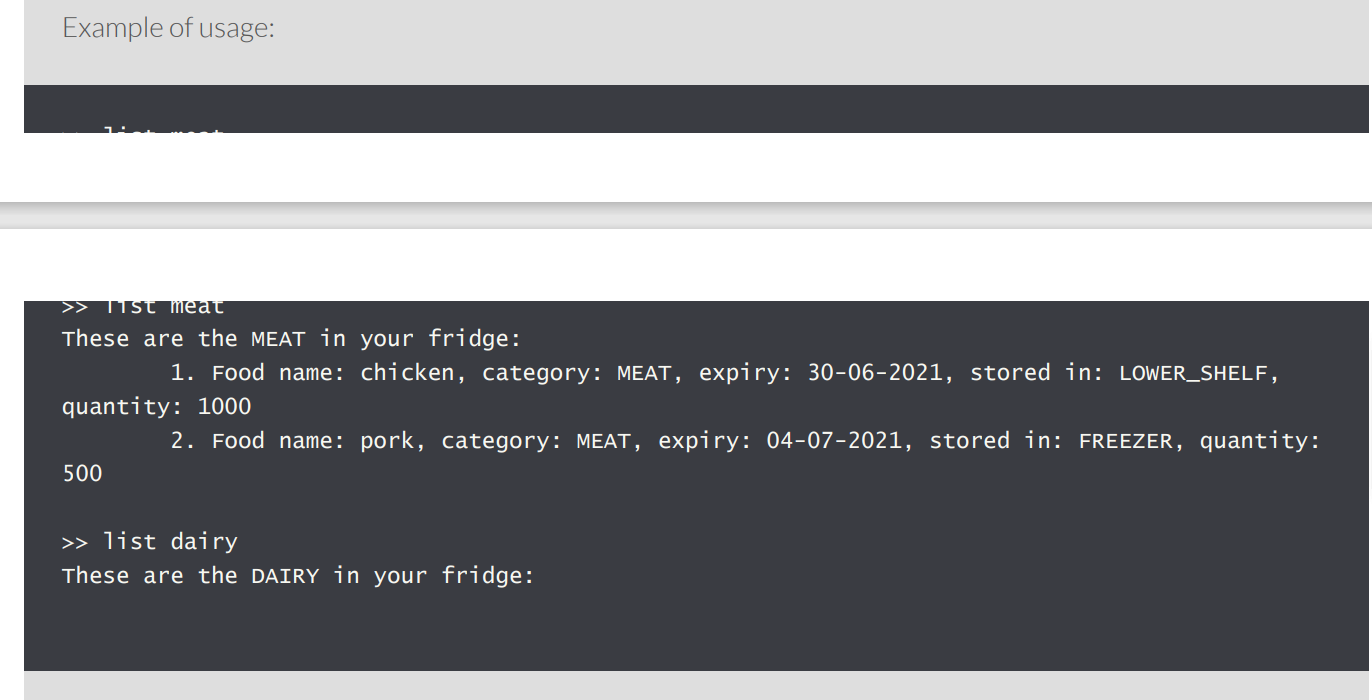 Example of usage:
>> list meat
>> list meat
These are the MEAT in your fridge:
1. Food name: chicken, category: MEAT, expiry: 30-06-2021, stored in: LOWER_SHELF,
quantity: 1000
2. Food name: pork, category: MEAT, expiry: 04-07-2021, stored in: FREEZER, quantity:
500
>> list dairy
These are the DAIRY in your fridge: